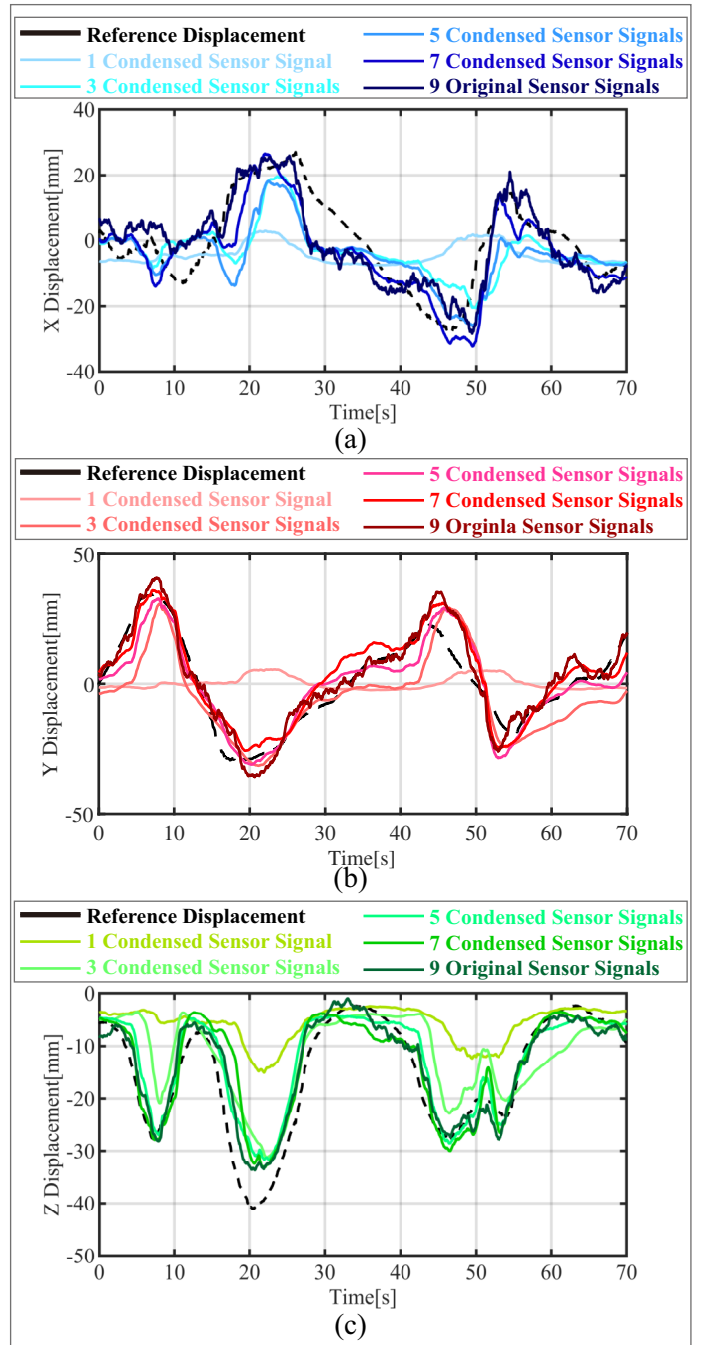 Reference Displacement
1 Condensed Sensor Signal
3 Condensed Sensor Signals
5 Condensed Sensor Signals
7 Condensed Sensor Signals
9 Original Sensor Signals
X Displacement[mm]
40
20
0
-20
-40
0 10 20 30 40 50 60 70
Time[s]
(a)
Reference Displacement
1 Condensed Sensor Signal
3 Condensed Sensor Signals
5 Condensed Sensor Signals
7 Condensed Sensor Signals
9 Orginla Sensor Signals
Y Displacement[mm]
50
0
-50
0 10 20 30 40 50 60 70
Time[s]
(b)
Reference Displacement
1 Condensed Sensor Signal
3 Condensed Sensor Signals
5 Condensed Sensor Signals
7 Condensed Sensor Signals
9 Original Sensor Signals
Z Displacement[mm]
0
-10
-20
-30
-40
-50
0 10 20 30 40 50 60 70
Time[s]
(c)